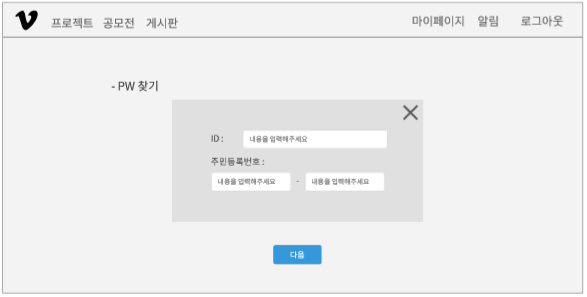 프로젝트 공모전 게시판 마이페이지 알림 로그아웃
- PW 찾기
ID : 내용을 입력해주세요
주민등록번호 :
내용을 입력해주세요 - 내용을 입력해주세요
다음